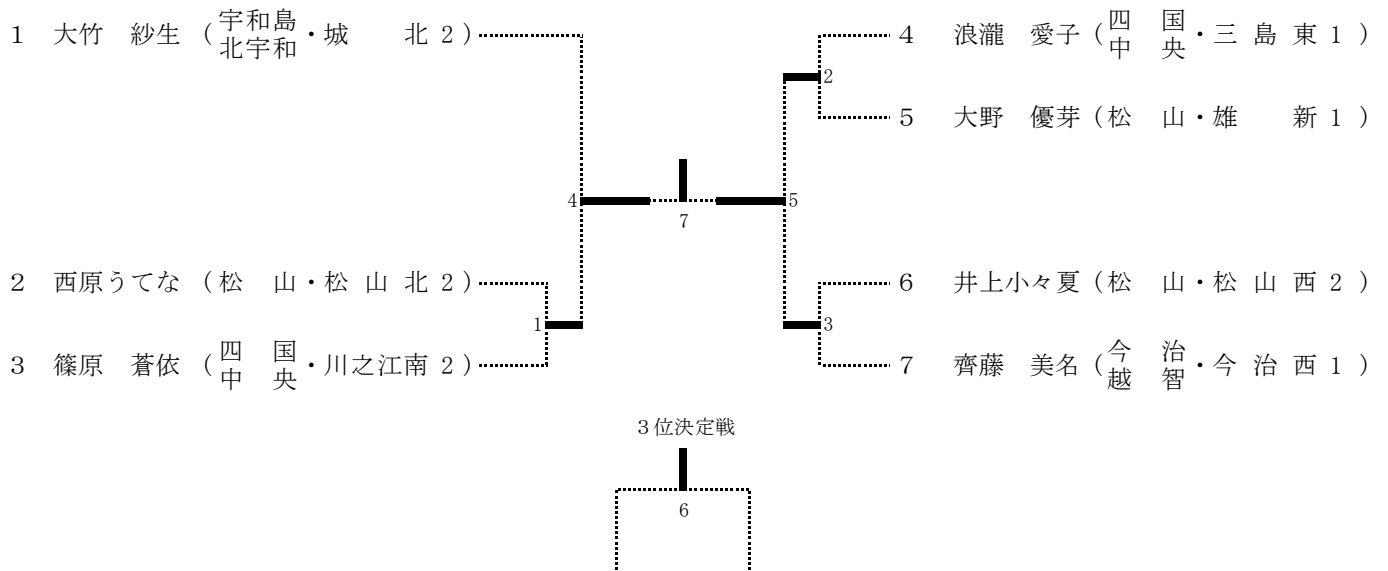 1 大竹 紗生 (宇和島北宇和・城 北 2)
2 西原うてな (松 山・松 山 北 2)
3 篠原 蒼依 (四国中央・川之江南 2)
4
1
7
2
5
3
4 浪瀧 愛子 (四国中央・三 島 東 1)
5 大野 優芽 (松 山・雄 新 1)
6 井上小々夏 (松 山・松 山 西 2)
7 齊藤 美名 (今治越智・今 治 西 1)
3位決定戦
6